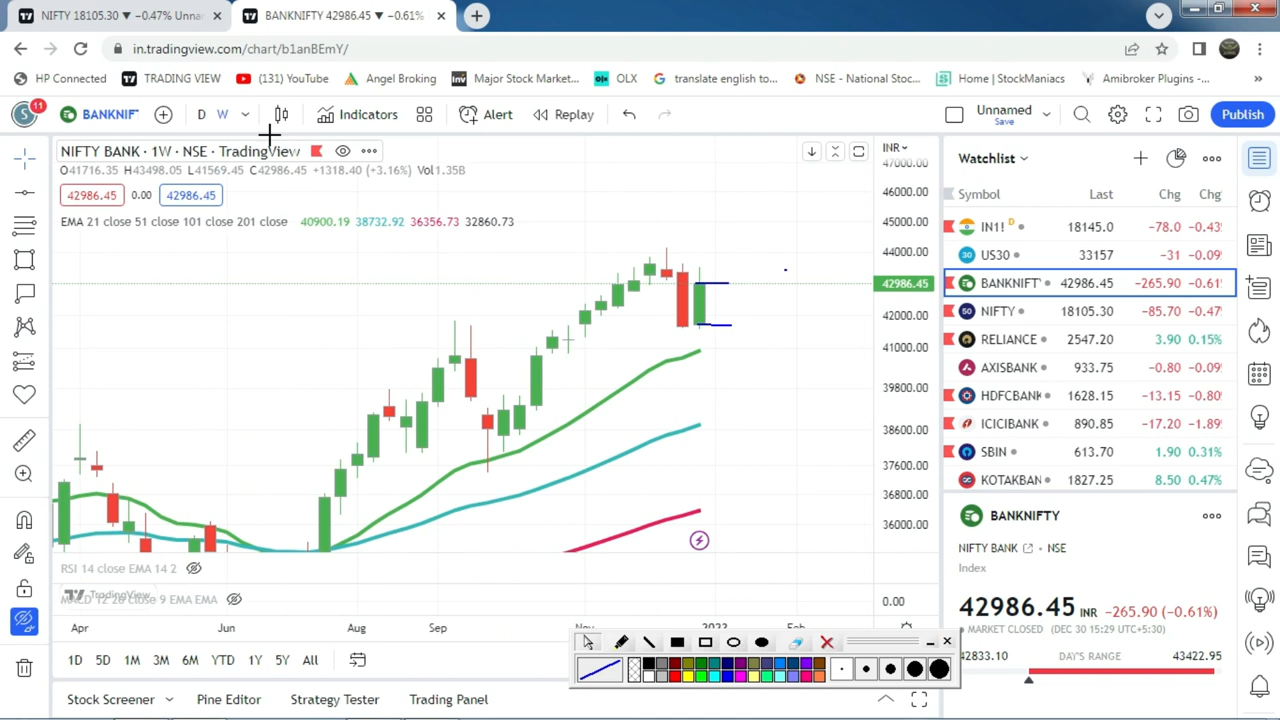 NIFTY 18105.30 ▼ −0.47% Unna
BANKNIFTY 42986.45 ▼ −0.61%
in.tradingview.com/chart/b1anBEmY/
HP Connected
TRADING VIEW
(131) YouTube
Angel Broking
Major Stock Market...
OLX
translate english to...
NSE - National Stoc...
Home | StockManiacs
Amibroker Plugins -...
»
S 11
BANKNIF
D W
Indicators
Alert
Replay
Unnamed
Save
Publish
NIFTY BANK · 1W · NSE · TradingView
O41716.35 H43498.05 L41569.45 C42986.45 +1318.40 (+3.16%) Vol1.35B
42986.45 0.00 42986.45
EMA 21 close 51 close 101 close 201 close 40900.19 38732.92 36356.73 32860.73
INR
47000.00
46000.00
45000.00
44000.00
42986.45
42000.00
41000.00
39800.00
38600.00
37600.00
36800.00
36000.00
0.00
RSI 14 close EMA 14 2
TradingView
MACD 12 26 close 9 EMA EMA
Apr Jun Aug Sep Nov 2023 Feb
1D 5D 1M 3M 6M YTD 1Y 5Y All
Stock Screener
Pine Editor
Strategy Tester
Trading Panel
Watchlist
Symbol Last Chg Chg
IN1! D 18145.0 −78.0 −0.43
30 US30 33157 −31 −0.09
BANKNIFTY 42986.45 −265.90 −0.61
50 NIFTY 18105.30 −85.70 −0.47
RELIANCE 2547.20 3.90 0.15%
AXISBANK 933.75 −0.80 −0.09
HDFCBANK 1628.15 −13.15 −0.80
ICICIBANK 890.85 −17.20 −1.89
SBIN 613.70 1.90 0.31%
KOTAKBAN 1827.25 8.50 0.47%
BANKNIFTY
NIFTY BANK · NSE
Index
42986.45 INR −265.90 (−0.61%)
MARKET CLOSED (DEC 30 15:29 UTC+5:30)
42833.10 DAY'S RANGE 43422.95